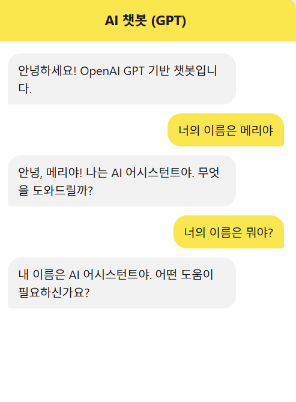 AI 챗봇 (GPT)
안녕하세요! OpenAI GPT 기반 챗봇입니
다.
너의 이름은 메리야
안녕, 메리야! 나는 AI 어시스턴트야. 무엇
을 도와드릴까?
너의 이름은 뭐야?
내 이름은 AI 어시스턴트야. 어떤 도움이
필요하신가요?